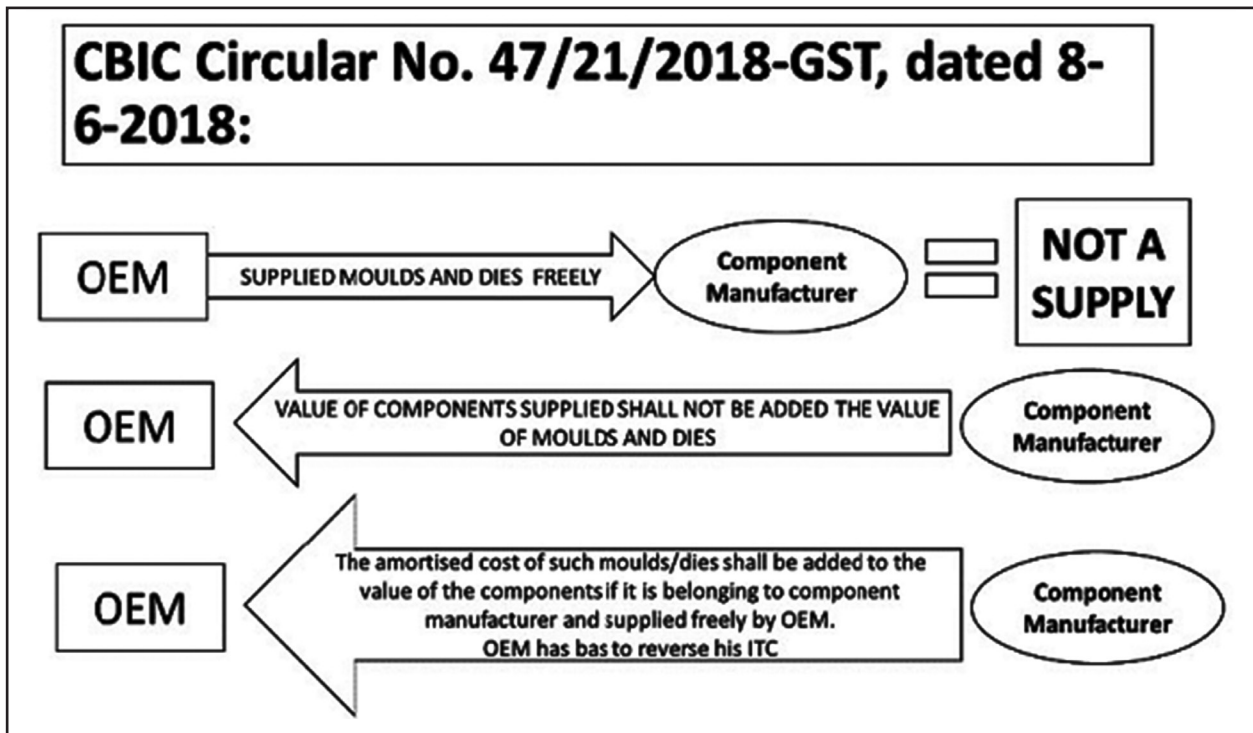 CBIC Circular No. 47/21/2018-GST, dated 8-
6-2018:
OEM
SUPPLIED MOULDS AND DIES FREELY
Component
Manufacturer
NOT A
SUPPLY
OEM
VALUE OF COMPONENTS SUPPLIED SHALL NOT BE ADDED THE VALUE
OF MOULDS AND DIES
Component
Manufacturer
OEM
The amortised cost of such moulds/dies shall be added to the
value of the components if it is belonging to component
manufacturer and supplied freely by OEM.
OEM has bas to reverse his ITC
Component
Manufacturer